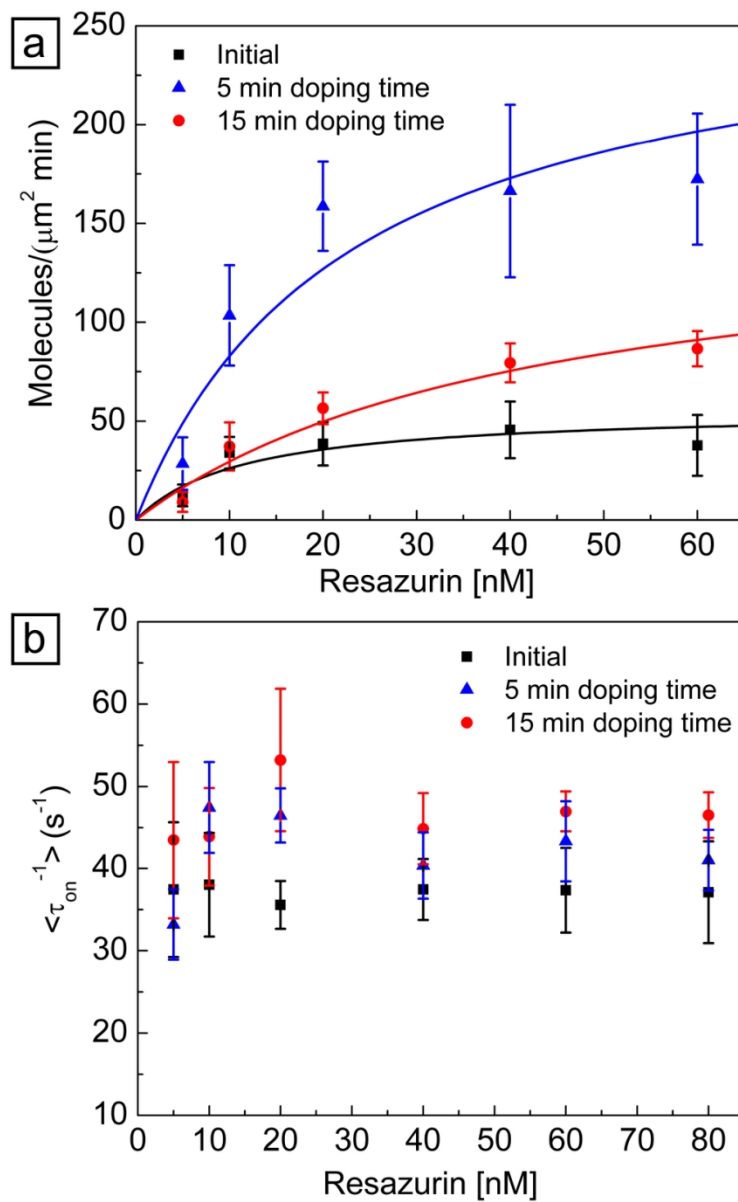 a
250
200
150
100
50
0
Molecules/(μm² min)
Initial
5 min doping time
15 min doping time
0 10 20 30 40 50 60
Resazurin [nM]
b
70
60
50
40
30
20
10
<τon⁻¹> (s⁻¹)
Initial
5 min doping time
15 min doping time
0 10 20 30 40 50 60 70 80
Resazurin [nM]